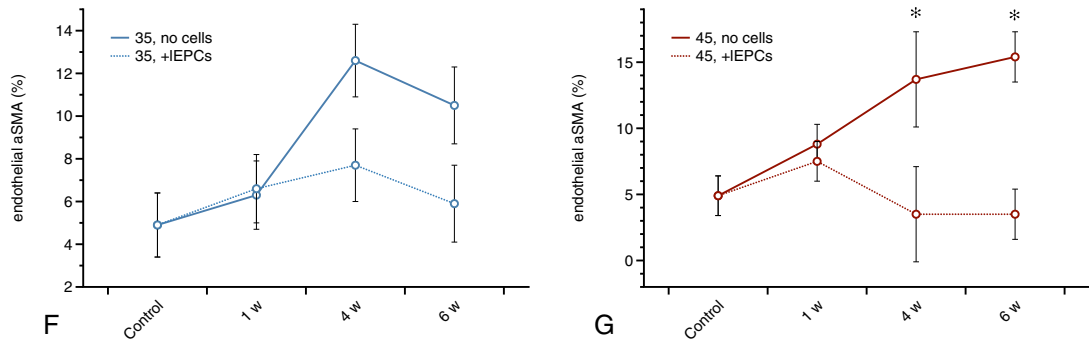 endothelial aSMA (%)
14
12
10
8
6
4
2
35, no cells
35, +lEPCs
Control
1 w
4 w
6 w
F
endothelial aSMA (%)
15
10
5
0
45, no cells
45, +lEPCs
*
*
Control
1 w
4 w
6 w
G